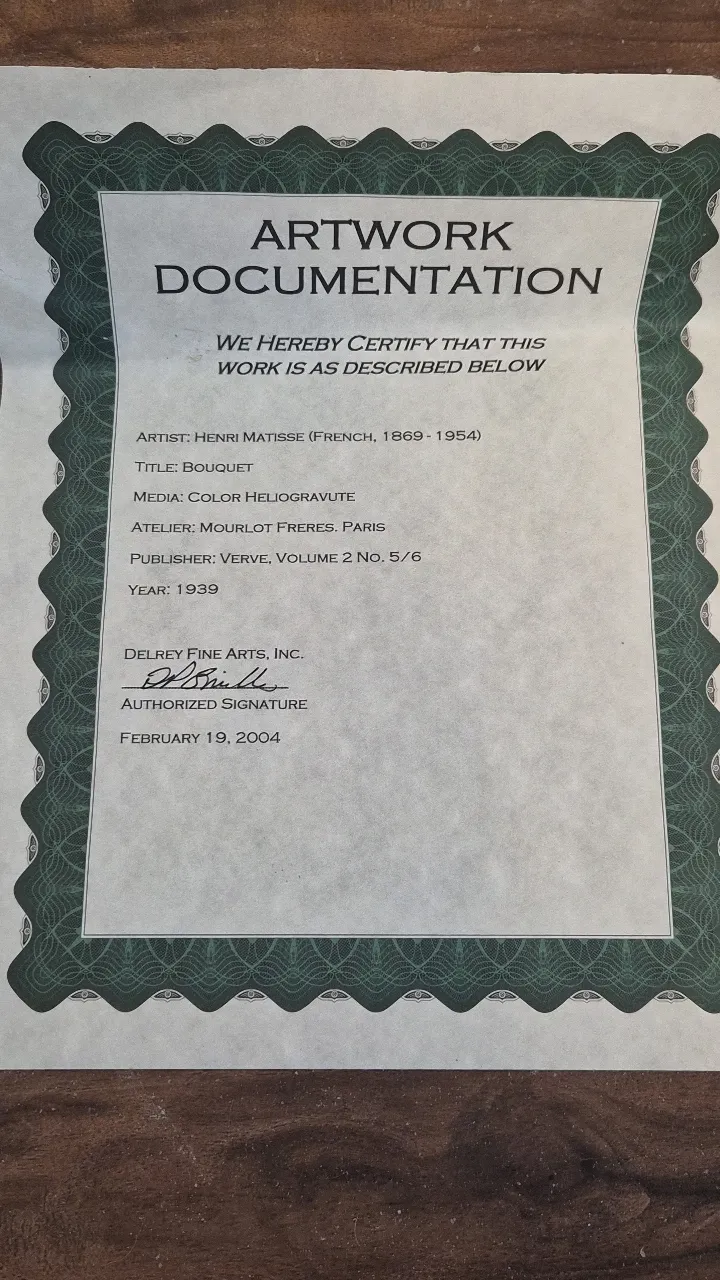 ARTWORK
DOCUMENTATION
WE HEREBY CERTIFY THAT THIS
WORK IS AS DESCRIBED BELOW
ARTIST: HENRI MATISSE (FRENCH, 1869 - 1954)
TITLE: BOUQUET
MEDIA: COLOR HELIOGRAVUTE
ATELIER: MOURLOT FRERES. PARIS
PUBLISHER: VERVE, VOLUME 2 NO. 5/6
YEAR: 1939
DELREY FINE ARTS, INC.
AUTHORIZED SIGNATURE
FEBRUARY 19, 2004